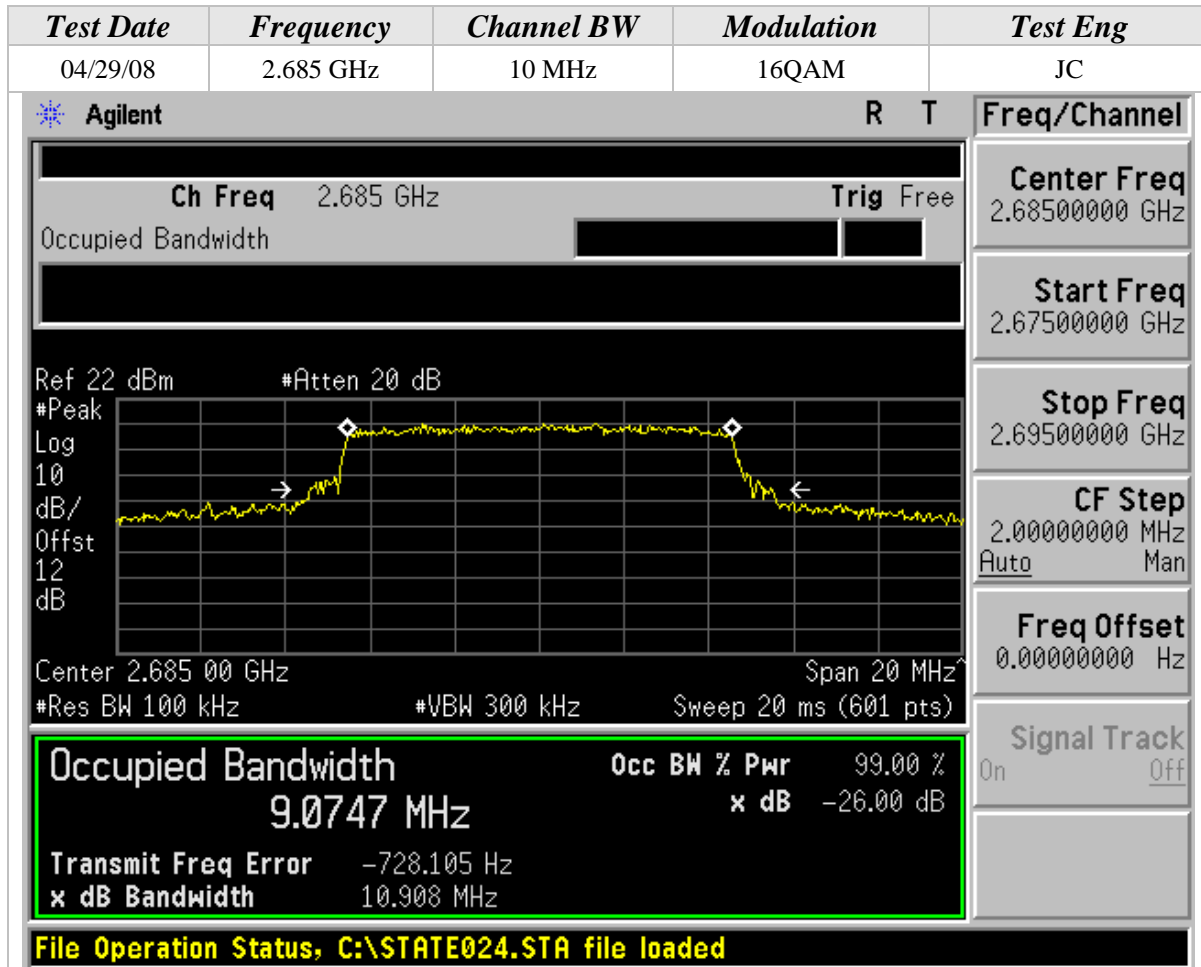 Test Date Frequency Channel BW Modulation Test Eng
04/29/08 2.685 GHz 10 MHz 16QAM JC
Agilent R T Freq/Channel
Ch Freq 2.685 GHz Trig Free
Occupied Bandwidth
Center Freq
2.68500000 GHz
Start Freq
2.67500000 GHz
Stop Freq
2.69500000 GHz
CF Step
2.00000000 MHz
Auto Man
Freq Offset
0.00000000 Hz
Signal Track
On Off
Ref 22 dBm #Atten 20 dB
#Peak
Log
10
dB/
Offst
12
dB
Center 2.685 00 GHz Span 20 MHz^
#Res BW 100 kHz #VBW 300 kHz Sweep 20 ms (601 pts)
Occupied Bandwidth Occ BW % Pwr 99.00 %
9.0747 MHz x dB -26.00 dB
Transmit Freq Error -728.105 Hz
x dB Bandwidth 10.908 MHz
File Operation Status, C:\STATE024.STA file loaded